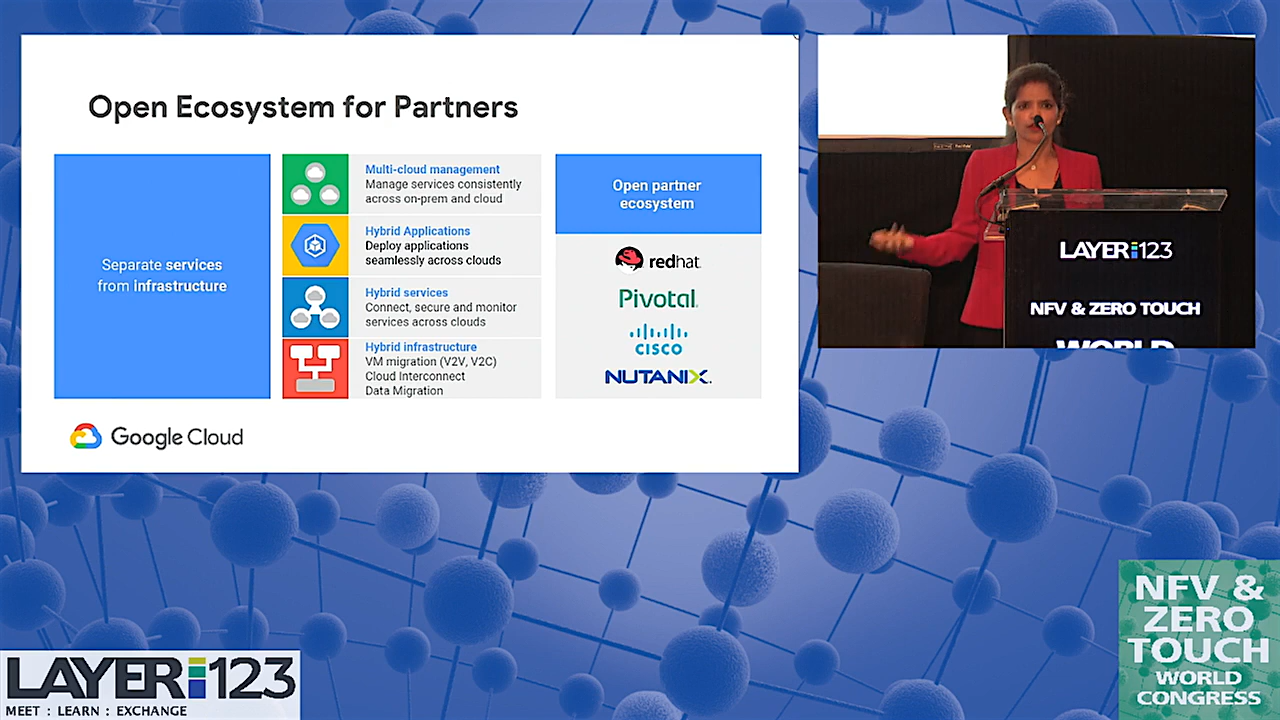 Open Ecosystem for Partners
Separate services
from infrastructure
Multi-cloud management
Manage services consistently
across on-prem and cloud
Hybrid Applications
Deploy applications
seamlessly across clouds
Hybrid services
Connect, secure and monitor
services across clouds
Hybrid infrastructure
VM migration (V2V, V2C)
Cloud Interconnect
Data Migration
Open partner
ecosystem
redhat.
Pivotal.
CISCO
NUTANIX.
Google Cloud
LAYER123
NFV & ZERO TOUCH
WORLD
LAYER123
MEET : LEARN : EXCHANGE
NFV &
ZERO
TOUCH
WORLD
CONGRESS